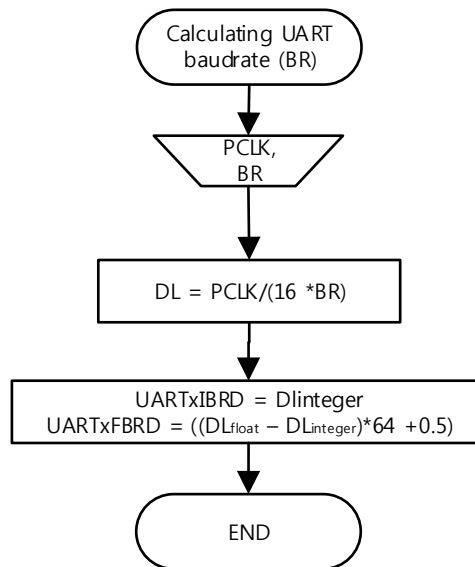 Calculating UART
baudrate (BR)
PCLK,
BR
DL = PCLK/(16 *BR)
UARTxIBRD = Dlinteger
UARTxFBRD = ((DLfloat – DLinteger)*64 +0.5)
END